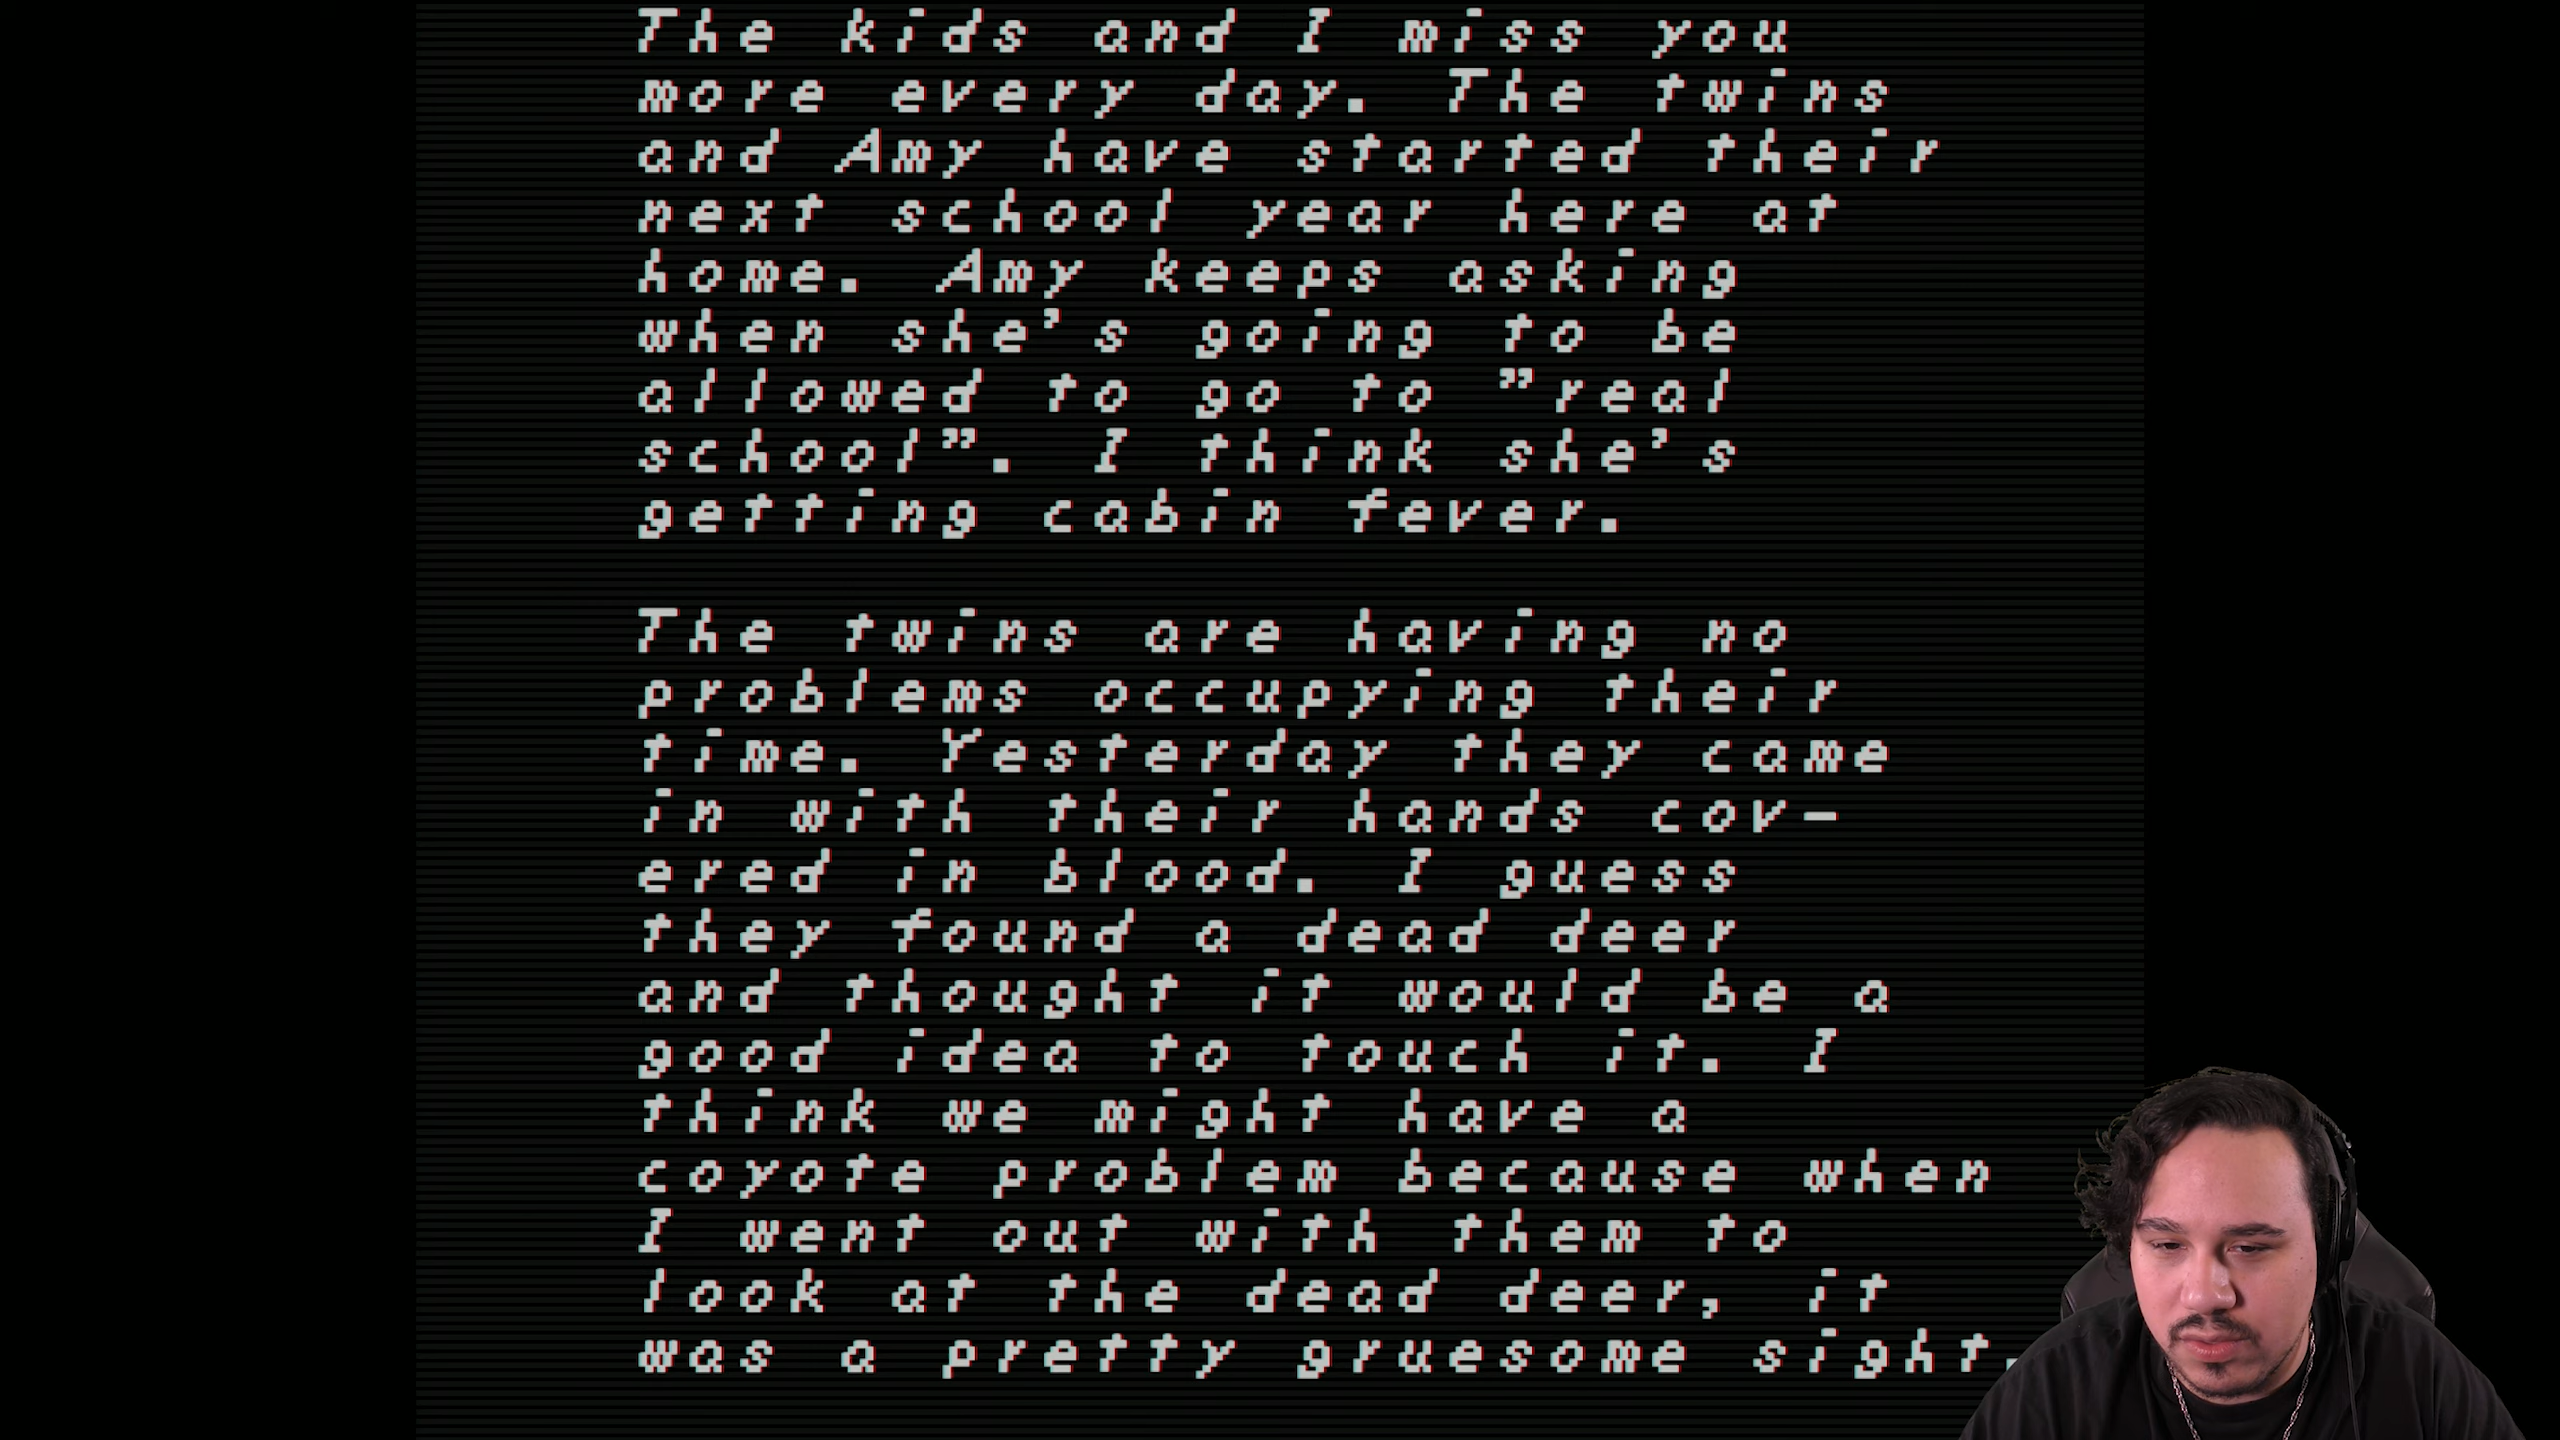 The kids and I miss you
more every day. The twins
and Amy have started their
next school year here at
home. Amy keeps asking
when she's going to be
allowed to go to "real
school". I think she's
getting cabin fever.
The twins are having no
problems occupying their
time. Yesterday they came
in with their hands cov-
ered in blood. I guess
they found a dead deer
and thought it would be a
good idea to touch it. I
think we might have a
coyote problem because when
I went out with them to
look at the dead deer, it
was a pretty gruesome sight.